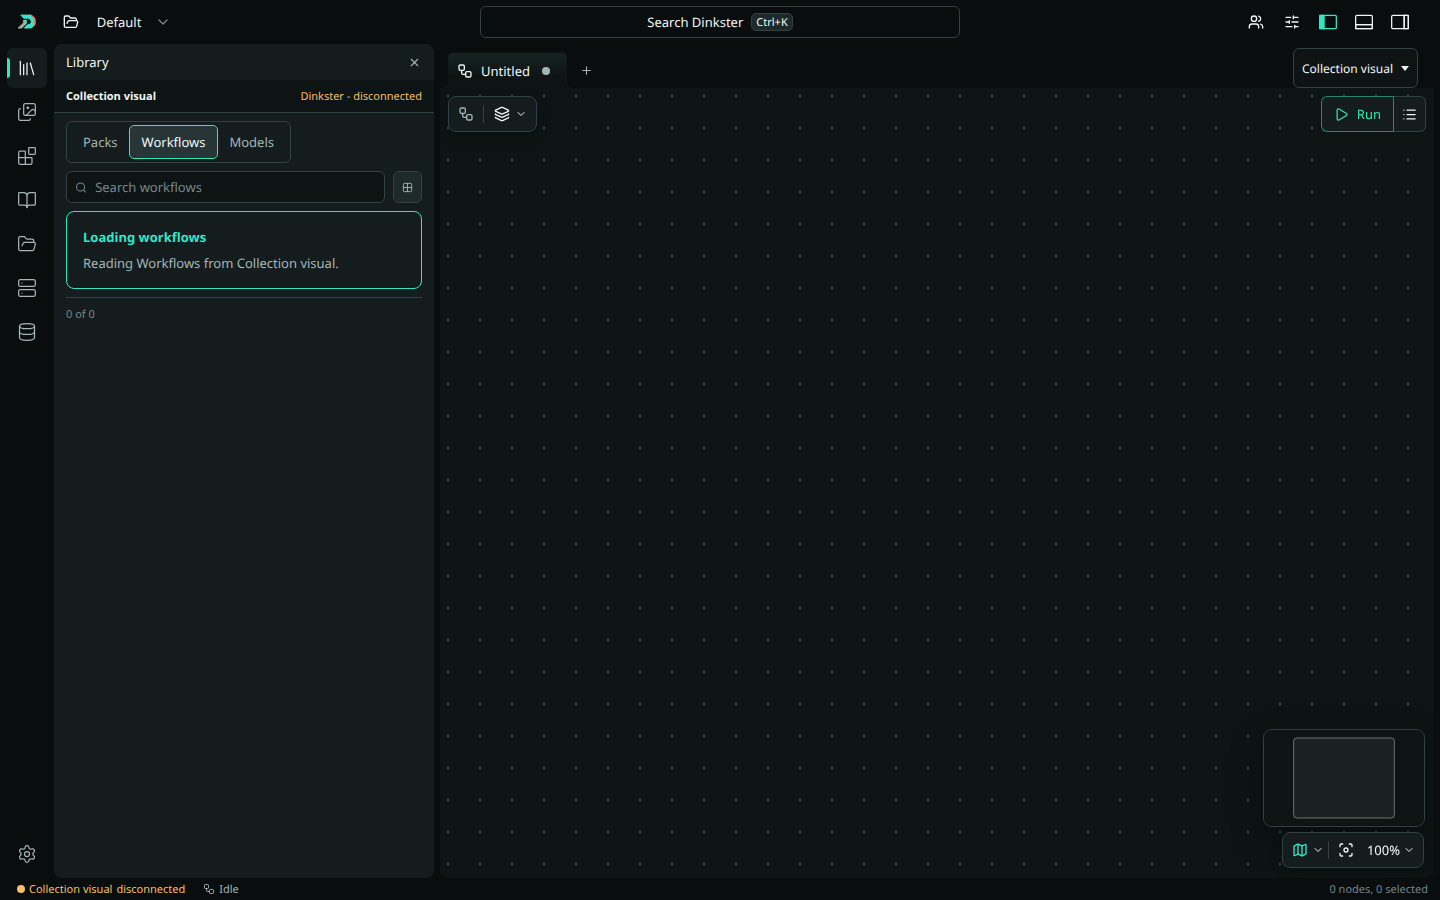 Default
Search Dinkster Ctrl+K
Library
Untitled
Collection visual
Collection visual
Dinkster - disconnected
Packs
Workflows
Models
Run
Search workflows
Loading workflows
Reading Workflows from Collection visual.
0 of 0
100%
Collection visual disconnected
Idle
0 nodes, 0 selected